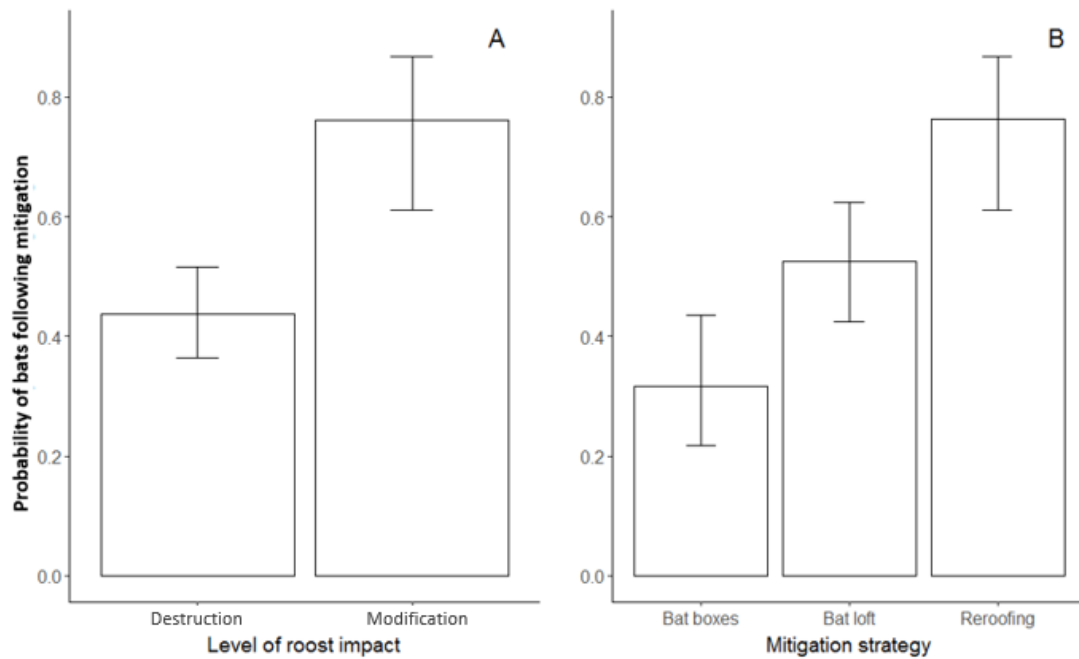 A
Probability of bats following mitigation
0.8
0.6
0.4
0.2
0.0
Destruction Modification
Level of roost impact
B
0.8
0.6
0.4
0.2
0.0
Bat boxes Bat loft Reroofing
Mitigation strategy